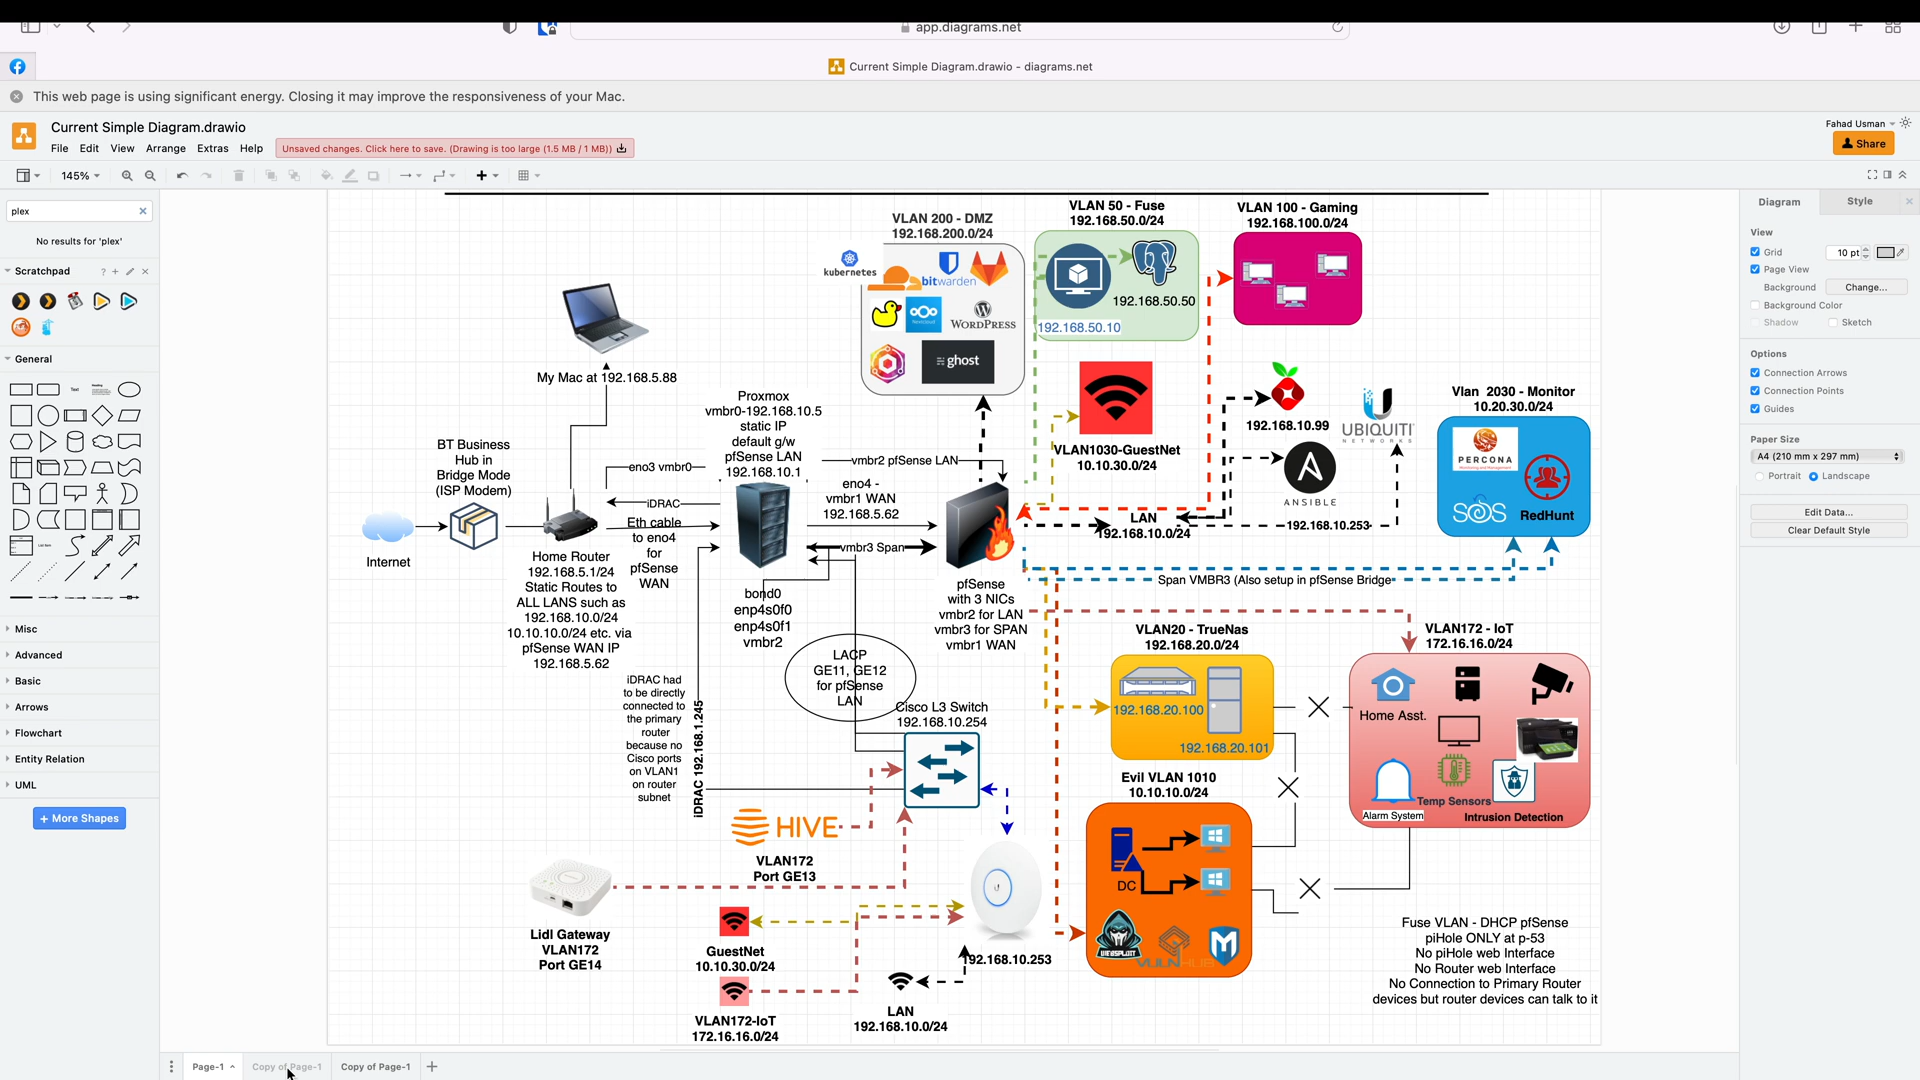 app.diagrams.net
Current Simple Diagram.drawio - diagrams.net
This web page is using significant energy. Closing it may improve the responsiveness of your Mac.
Current Simple Diagram.drawio
File Edit View Arrange Extras Help
Unsaved changes. Click here to save. (Drawing is too large (1.5 MB / 1 MB))
Fahad Usman
Share
145%
plex
No results for 'plex'
Scratchpad
General
Misc
Advanced
Basic
Arrows
Flowchart
Entity Relation
UML
+ More Shapes
Internet
BT Business
Hub in
Bridge Mode
(ISP Modem)
My Mac at 192.168.5.88
Home Router
192.168.5.1/24
Static Routes to
ALL LANS such as
192.168.10.0/24
10.10.10.0/24 etc. via
pfSense WAN IP
192.168.5.62
eno3 vmbr0
iDRAC
Eth cable
to eno4
for
pfSense
WAN
Proxmox
vmbr0-192.168.10.5
static IP
default g/w
pfSense LAN
192.168.10.1
vmbr2 pfSense LAN
eno4 -
vmbr1 WAN
192.168.5.62
vmbr3 Span
bond0
enp4s0f0
enp4s0f1
vmbr2
LACP
GE11, GE12
for pfSense
LAN
iDRAC had
to be directly
connected to
the primary
router
because no
Cisco ports
on VLAN1
on router
subnet
iDRAC 192.168.1.245
Cisco L3 Switch
192.168.10.254
pfSense
with 3 NICs
vmbr2 for LAN
vmbr3 for SPAN
vmbr1 WAN
VLAN 200 - DMZ
192.168.200.0/24
kubernetes
bitwarden
Nextcloud
WORDPRESS
ghost
VLAN 50 - Fuse
192.168.50.0/24
192.168.50.50
192.168.50.10
VLAN 100 - Gaming
192.168.100.0/24
VLAN1030-GuestNet
10.10.30.0/24
192.168.10.99
ANSIBLE
UBIQUITI
NETWORKS
LAN
192.168.10.0/24
192.168.10.253
Vlan 2030 - Monitor
10.20.30.0/24
PERCONA
Monitoring and Management
SOS
RedHunt
Span VMBR3 (Also setup in pfSense Bridge
VLAN20 - TrueNas
192.168.20.0/24
192.168.20.100
192.168.20.101
VLAN172 - IoT
172.16.16.0/24
Home Asst.
Temp Sensors
Alarm System
Intrusion Detection
Evil VLAN 1010
10.10.10.0/24
DC
WEBSPLOIT
VULNHUB
HIVE
VLAN172
Port GE13
Lidl Gateway
VLAN172
Port GE14
GuestNet
10.10.30.0/24
VLAN172-IoT
172.16.16.0/24
LAN
192.168.10.0/24
192.168.10.253
Fuse VLAN - DHCP pfSense
piHole ONLY at p-53
No piHole web Interface
No Router web Interface
No Connection to Primary Router
devices but router devices can talk to it
Diagram Style
View
Grid 10 pt
Page View
Background Change...
Background Color
Shadow Sketch
Options
Connection Arrows
Connection Points
Guides
Paper Size
A4 (210 mm x 297 mm)
Portrait Landscape
Edit Data...
Clear Default Style
Page-1 Copy of Page-1 Copy of Page-1